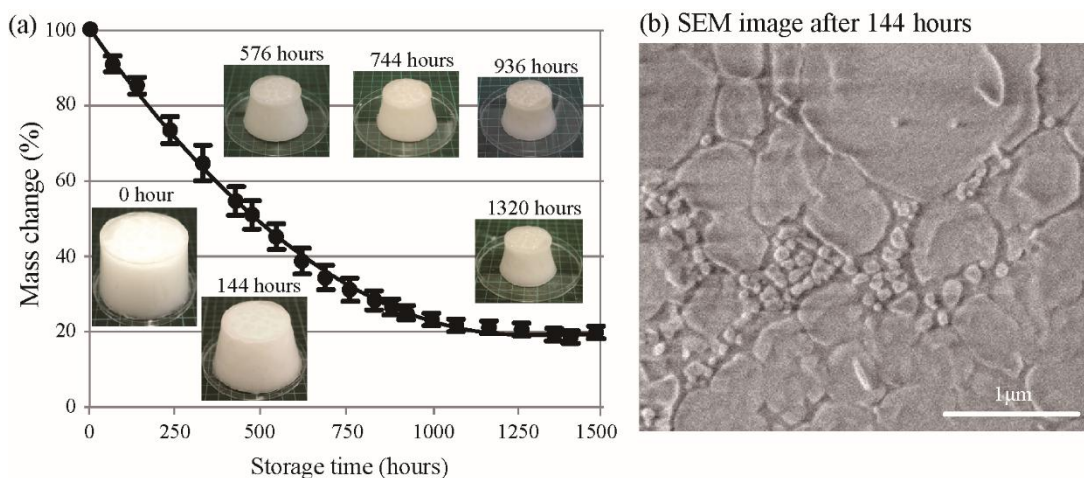 (a)
100
80
60
40
20
0
Mass change (%)
0
250
500
750
1000
1250
1500
Storage time (hours)
576 hours
744 hours
936 hours
0 hour
144 hours
1320 hours
(b) SEM image after 144 hours
1μm